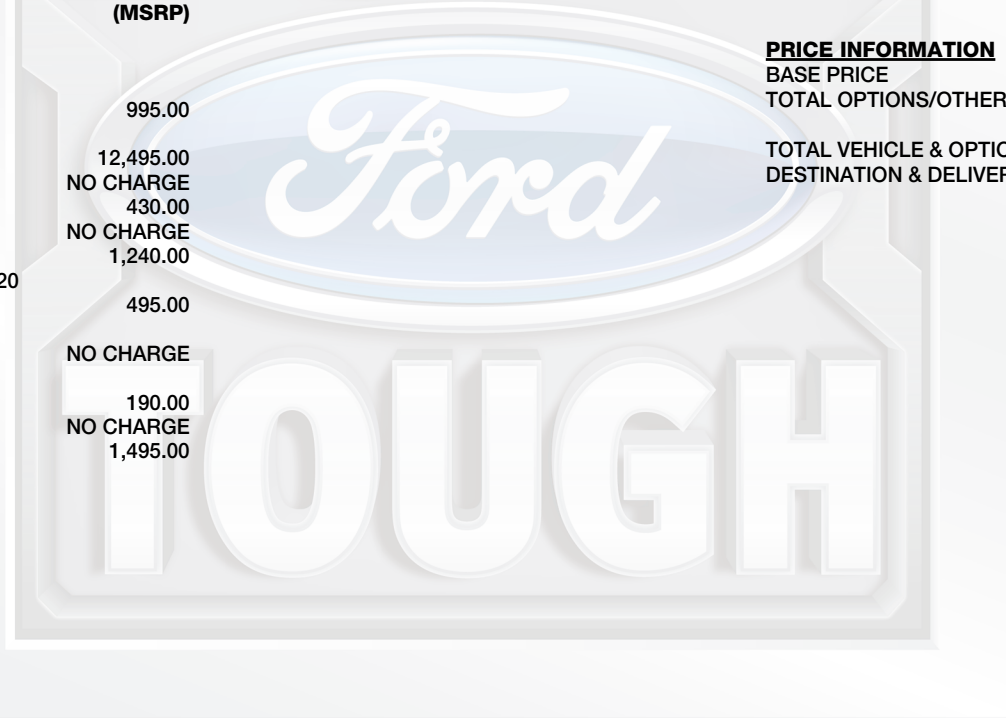 (MSRP)
995.00
12,495.00
NO CHARGE
430.00
NO CHARGE
1,240.00
20
495.00
NO CHARGE
190.00
NO CHARGE
1,495.00
PRICE INFORMATION
BASE PRICE
TOTAL OPTIONS/OTHER
TOTAL VEHICLE & OPTIO
DESTINATION & DELIVER
Ford
TOUGH